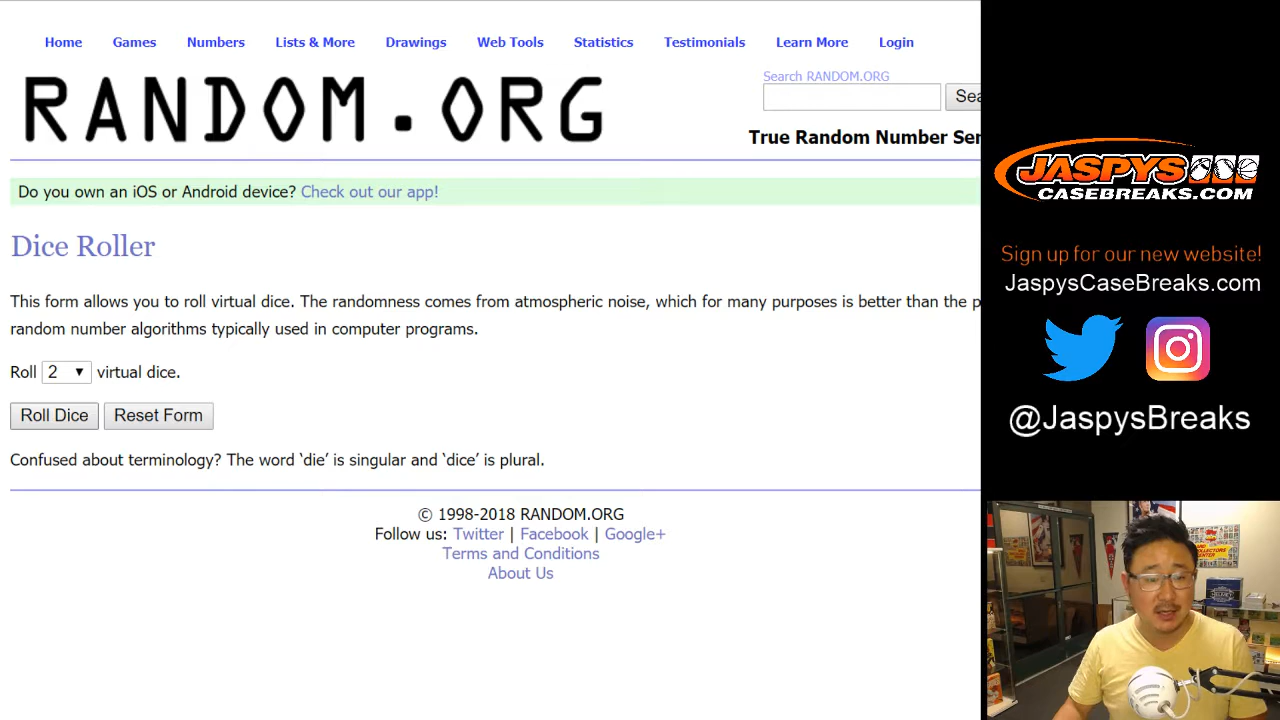 Home Games Numbers Lists & More Drawings Web Tools Statistics Testimonials Learn More Login
RANDOM.ORG
Search RANDOM.ORG
Sea
True Random Number Ser
Do you own an iOS or Android device? Check out our app!
Dice Roller
This form allows you to roll virtual dice. The randomness comes from atmospheric noise, which for many purposes is better than the p
random number algorithms typically used in computer programs.
Roll 2 ▼ virtual dice.
Roll Dice Reset Form
Confused about terminology? The word ‘die’ is singular and ‘dice’ is plural.
© 1998-2018 RANDOM.ORG
Follow us: Twitter | Facebook | Google+
Terms and Conditions
About Us
JASPYS
CASEBREAKS.COM
Sign up for our new website!
JaspysCaseBreaks.com
@JaspysBreaks